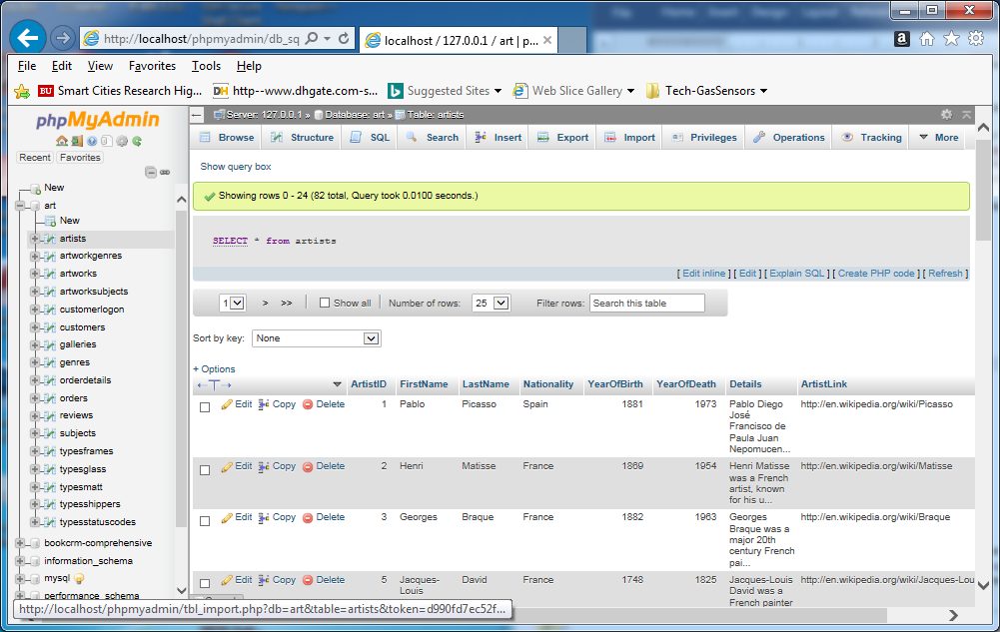 http://localhost/phpmyadmin/db_sq
localhost / 127.0.0.1 / art | p...
File Edit View Favorites Tools Help
BU Smart Cities Research Hig... DH http--www.dhgate.com-s... Suggested Sites Web Slice Gallery Tech-GasSensors
phpMyAdmin
Recent Favorites
New
art
New
artists
artworkgenres
artworks
artworksubjects
customerlogon
customers
galleries
genres
orderdetails
orders
reviews
subjects
typesframes
typesglass
typesmatt
typesshippers
typesstatuscodes
bookcrm-comprehensive
information_schema
mysql
performance_schema
Server: 127.0.0.1 » Database: art » Table: artists
Browse Structure SQL Search Insert Export Import Privileges Operations Tracking More
Show query box
Showing rows 0 - 24 (82 total, Query took 0.0100 seconds.)
SELECT * from artists
[ Edit inline ] [ Edit ] [ Explain SQL ] [ Create PHP code ] [ Refresh ]
1 > >> Show all Number of rows: 25 Filter rows: Search this table
Sort by key: None
+ Options
←T→ ArtistID FirstName LastName Nationality YearOfBirth YearOfDeath Details ArtistLink
Edit Copy Delete 1 Pablo Picasso Spain 1881 1973 Pablo Diego http://en.wikipedia.org/wiki/Picasso
José
Francisco de
Paula Juan
Nepomucen...
Edit Copy Delete 2 Henri Matisse France 1869 1954 Henri Matisse http://en.wikipedia.org/wiki/Matisse
was a French
artist, known
for his u...
Edit Copy Delete 3 Georges Braque France 1882 1963 Georges http://en.wikipedia.org/wiki/Braque
Braque was a
major 20th
century French
pai...
Edit Copy Delete 5 Jacques- David France 1748 1825 Jacques-Louis http://en.wikipedia.org/wiki/Jacques-Lou
Louis David was a
French painter
http://localhost/phpmyadmin/tbl_import.php?db=art&table=artists&token=d990fd7ec52f...